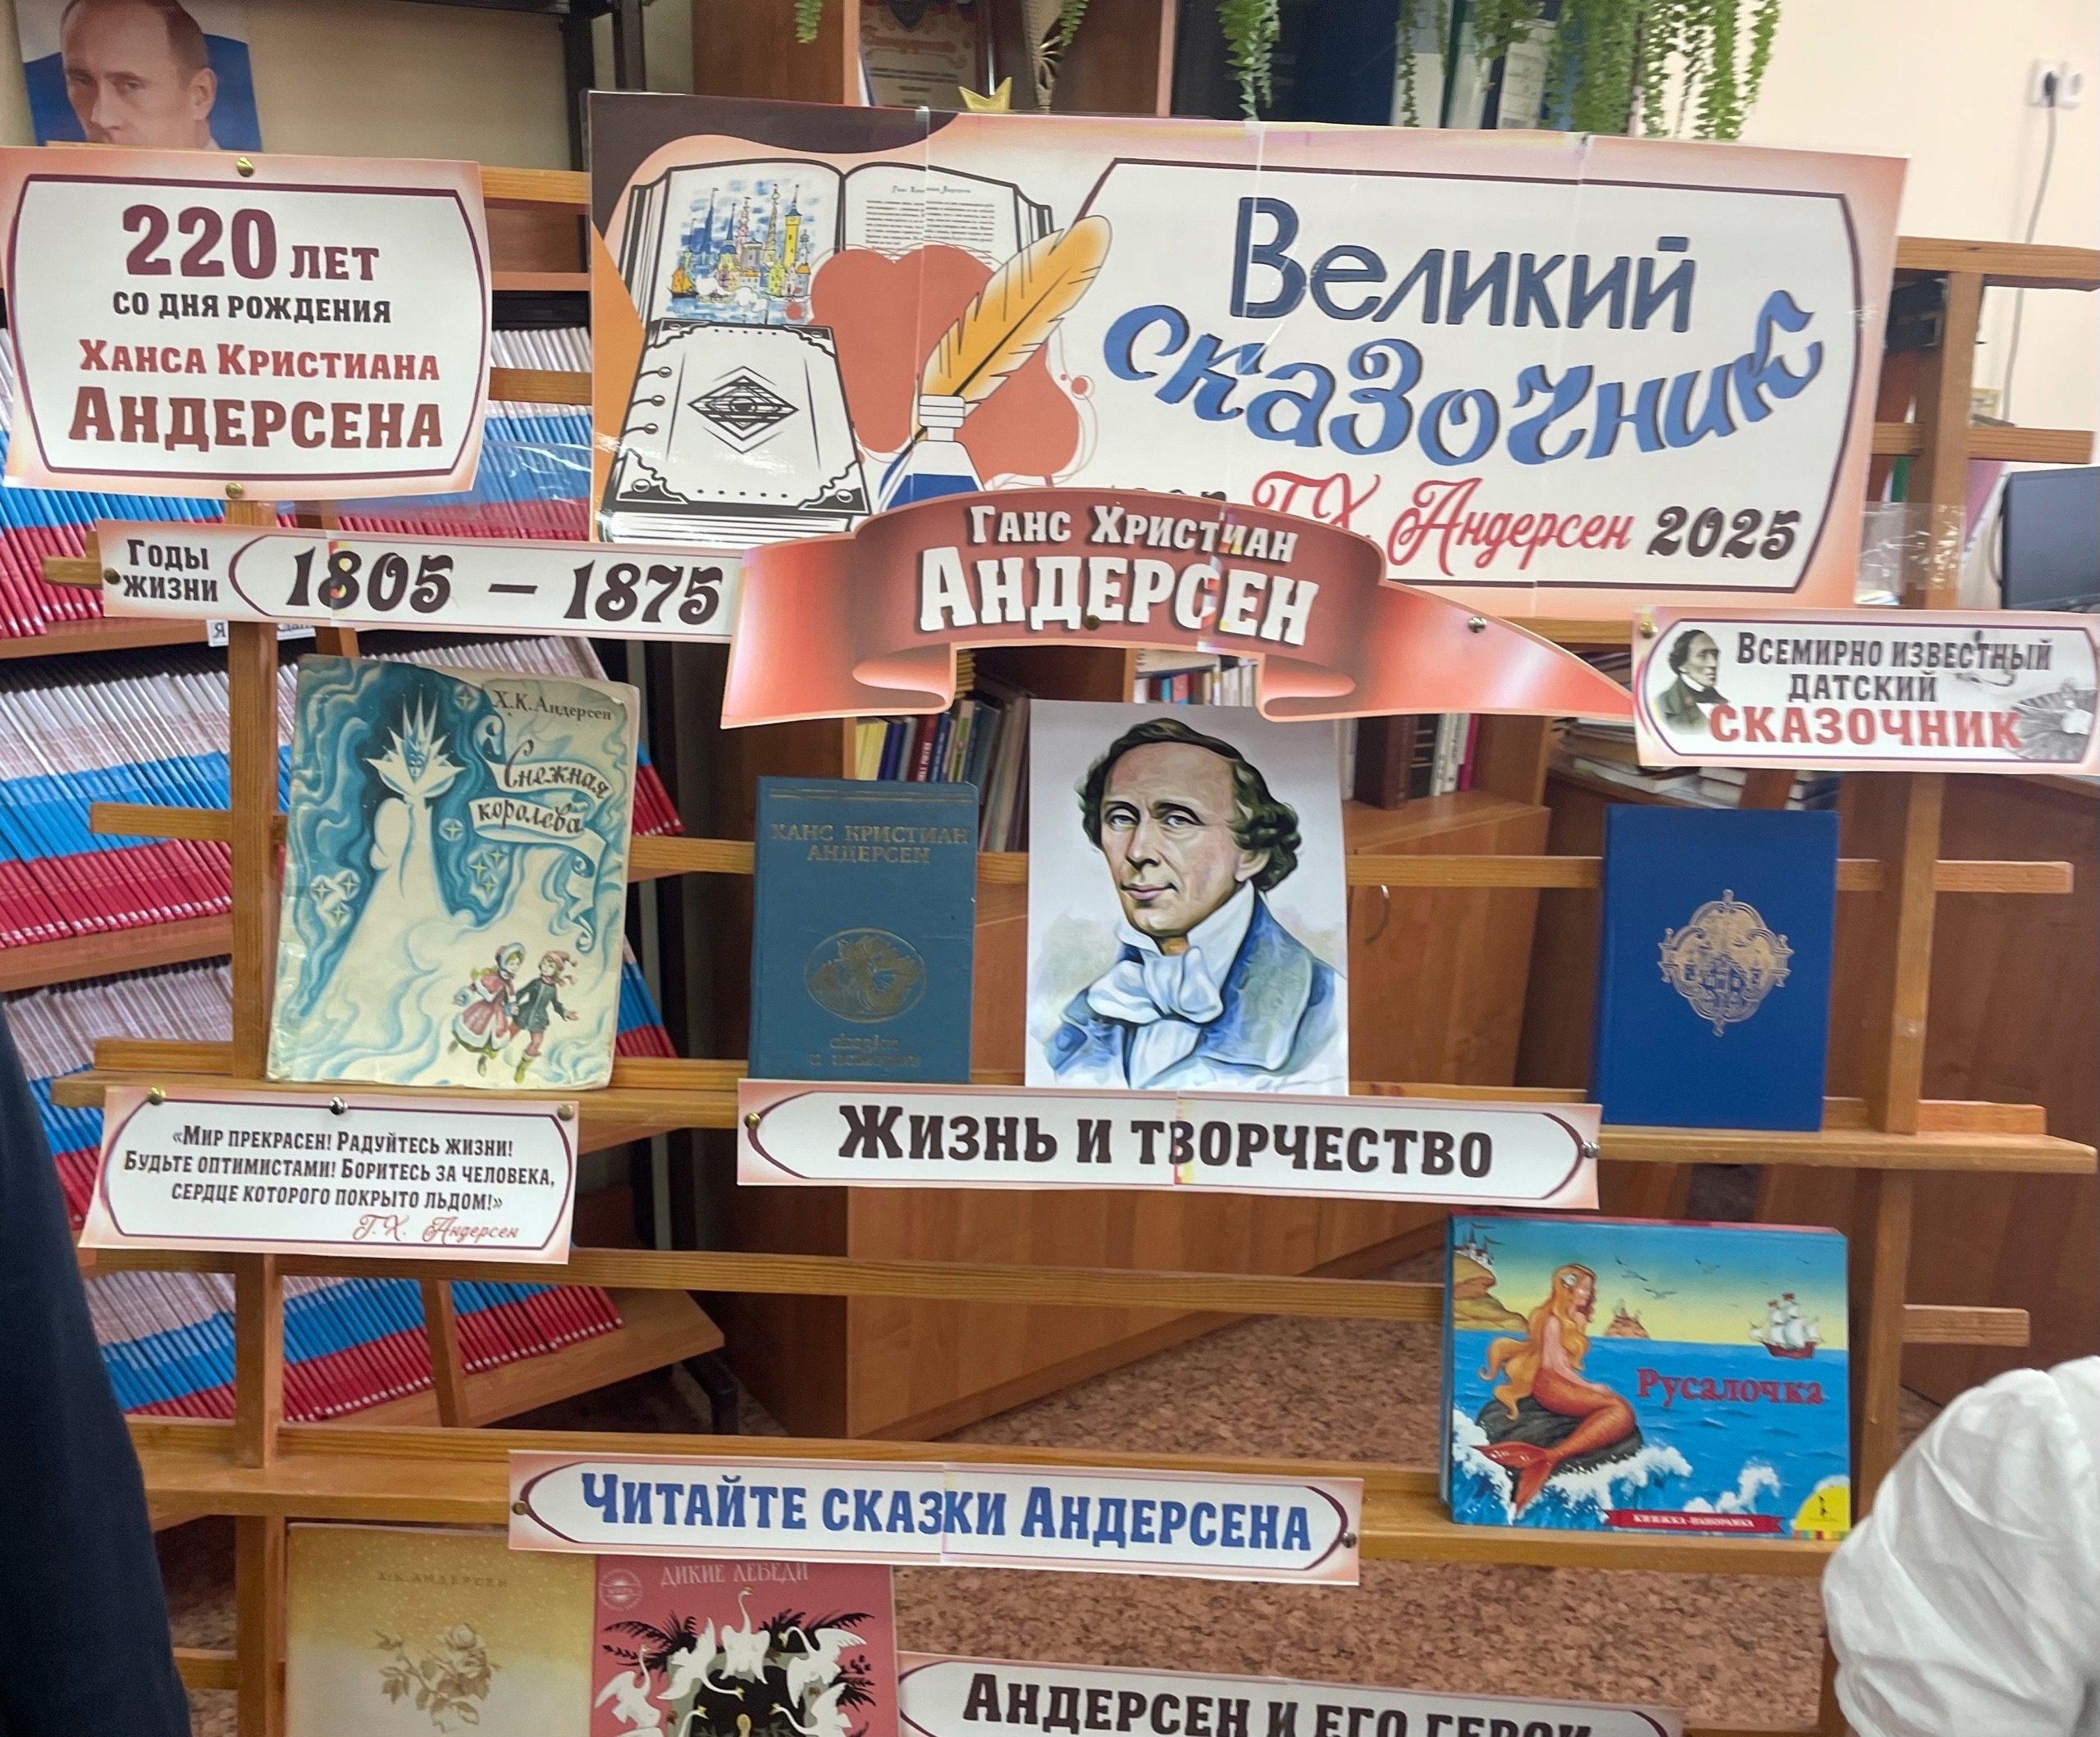 220 ЛЕТ
СО ДНЯ РОЖДЕНИЯ
ХАНСА КРИСТИАНА
АНДЕРСЕНА
Великий
сказочник
Г.Х. Андерсен 2025
Годы
жизни
1805 – 1875
Ганс Христиан
Андерсен
Всемирно известный
датский
сказочник
Х.К. Андерсен
Снежная
королева
ХАНС КРИСТИАН
АНДЕРСЕН
сказки
и истории
«Мир прекрасен! Радуйтесь жизни!
Будьте оптимистами! Боритесь за человека,
сердце которого покрыто льдом!»
Г.Х. Андерсен
Жизнь и творчество
Русалочка
КНИЖКА-ПАНОРАМКА
Читайте сказки Андерсена
Х.К. АНДЕРСЕН
ДИКИЕ ЛЕБЕДИ
Андерсен и его герои